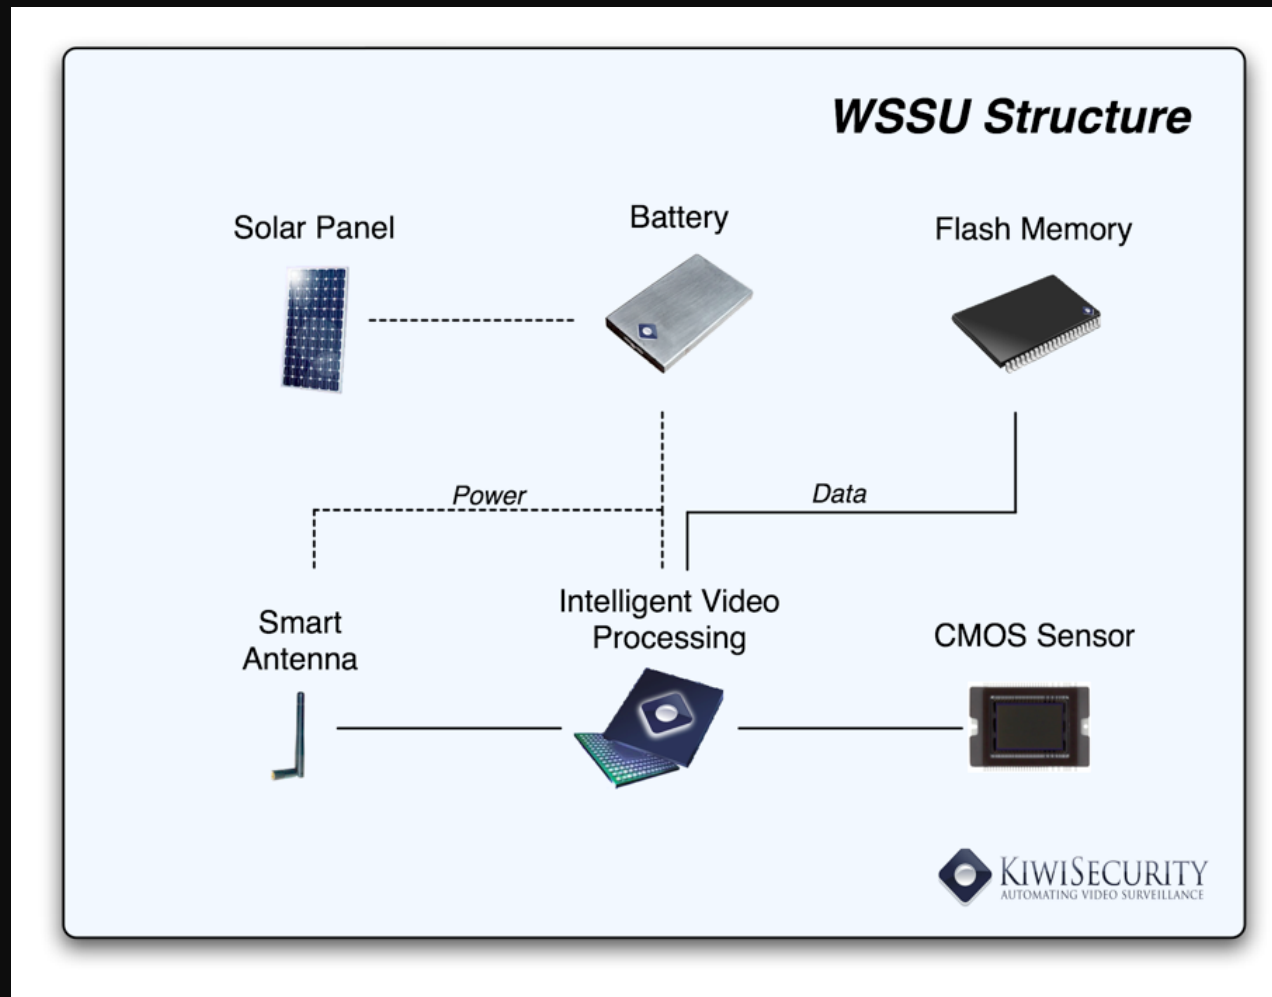 WSSU Structure
Solar Panel
Battery
Flash Memory
Power
Data
Smart
Antenna
Intelligent Video
Processing
CMOS Sensor
KIWISECURITY
AUTOMATING VIDEO SURVEILLANCE